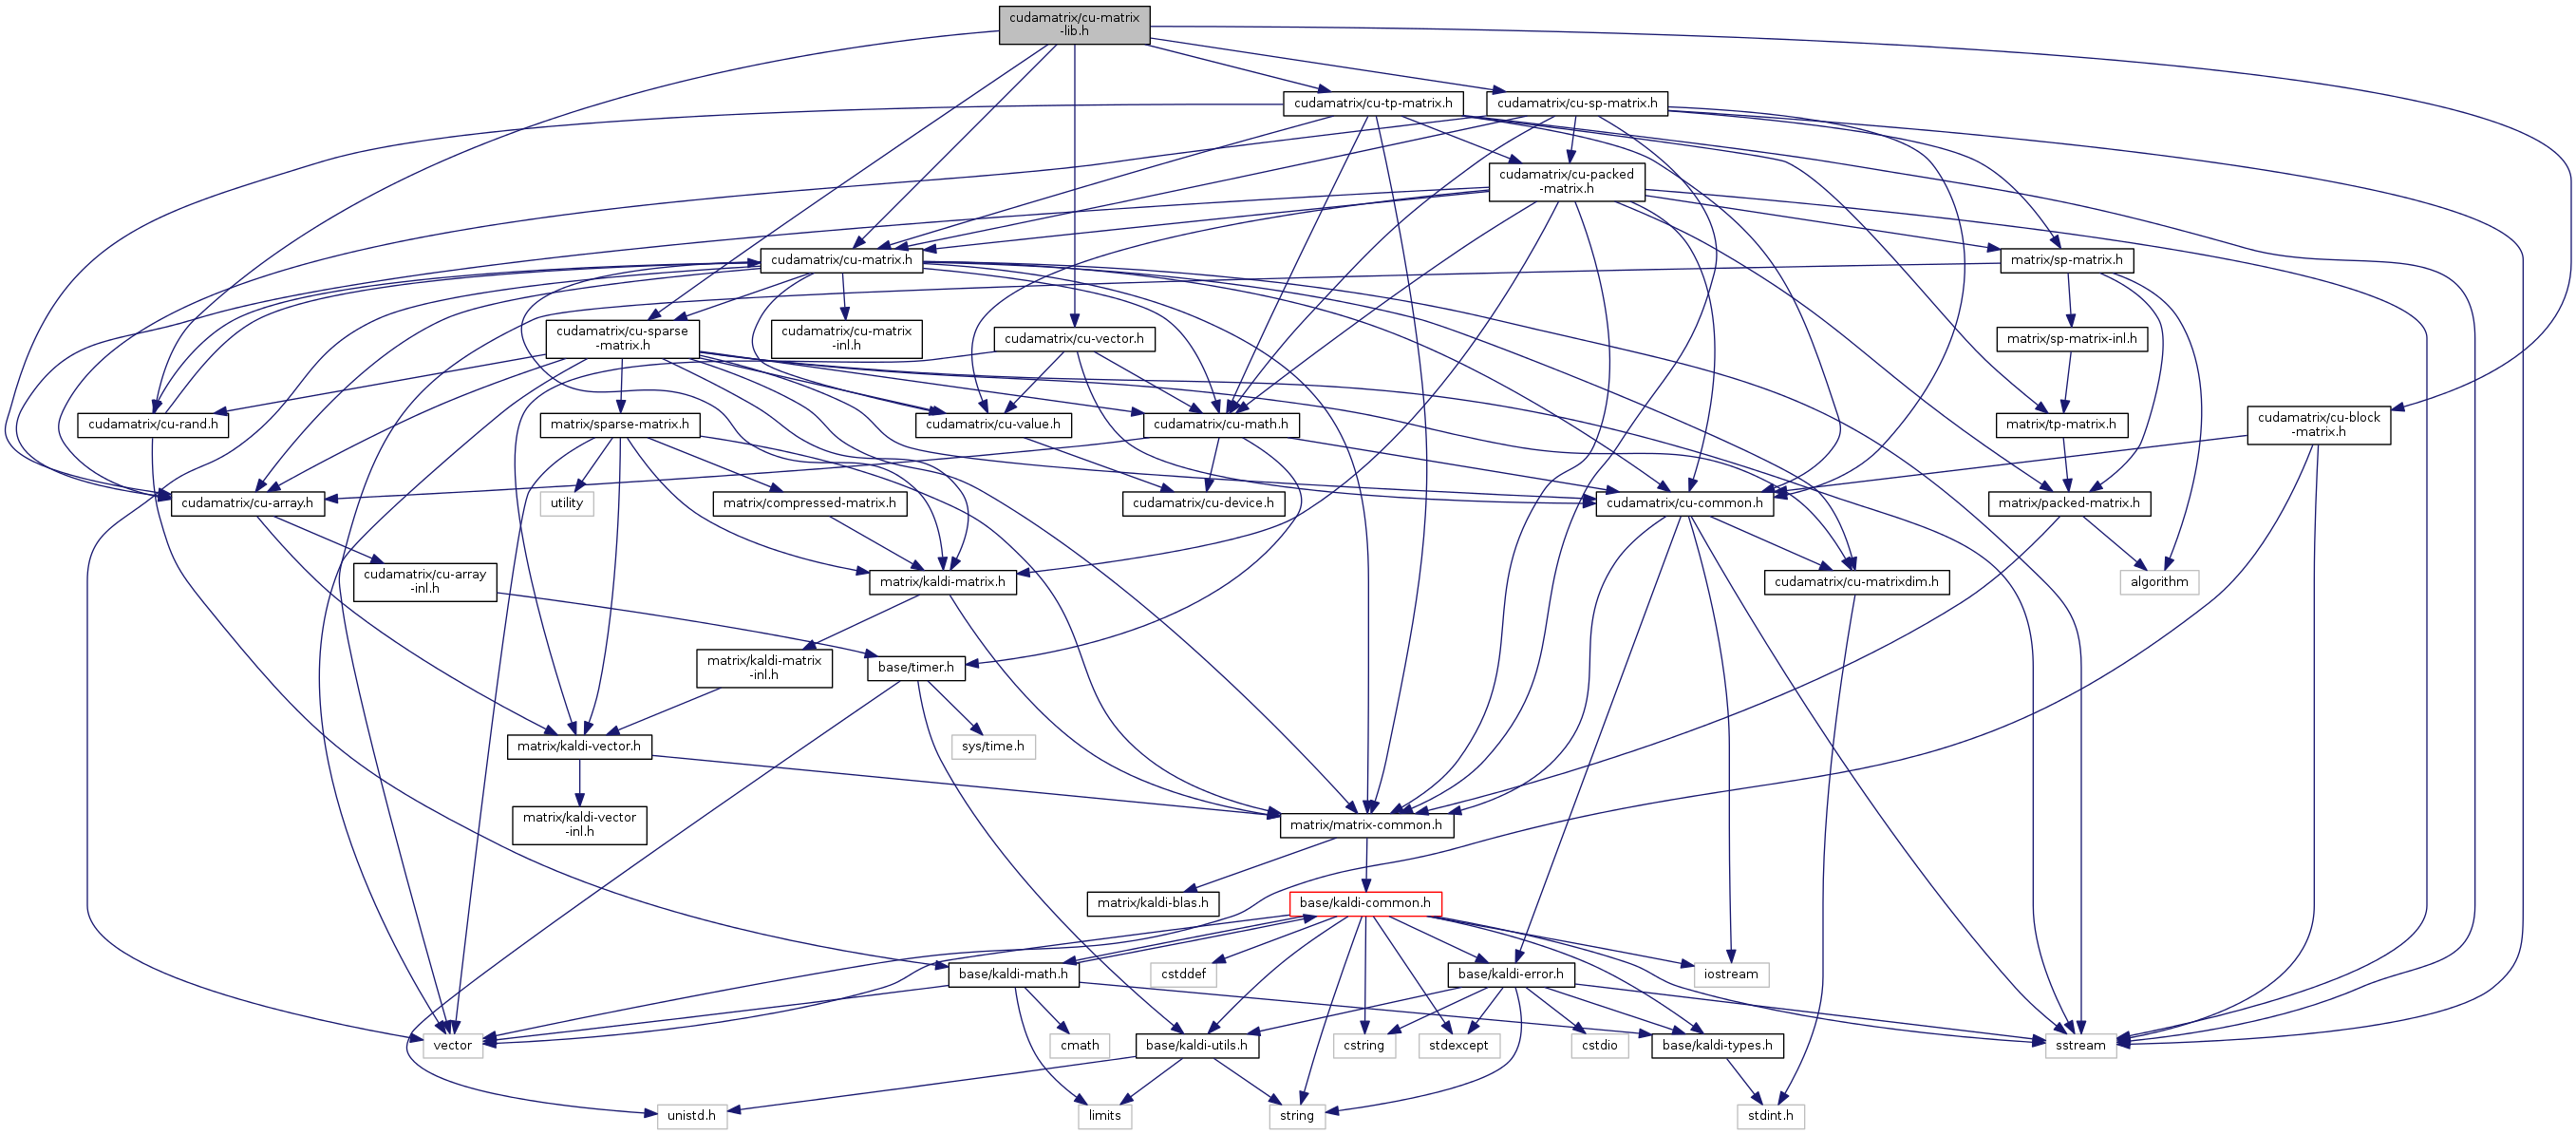 cudamatrix/cu-matrix
-lib.h
cudamatrix/cu-tp-matrix.h
cudamatrix/cu-sp-matrix.h
cudamatrix/cu-packed
-matrix.h
cudamatrix/cu-matrix.h
matrix/sp-matrix.h
cudamatrix/cu-sparse
-matrix.h
cudamatrix/cu-matrix
-inl.h
cudamatrix/cu-vector.h
matrix/sp-matrix-inl.h
cudamatrix/cu-rand.h
matrix/sparse-matrix.h
cudamatrix/cu-value.h
cudamatrix/cu-math.h
matrix/tp-matrix.h
cudamatrix/cu-block
-matrix.h
cudamatrix/cu-array.h
utility
matrix/compressed-matrix.h
cudamatrix/cu-device.h
cudamatrix/cu-common.h
matrix/packed-matrix.h
cudamatrix/cu-array
-inl.h
matrix/kaldi-matrix.h
cudamatrix/cu-matrixdim.h
algorithm
matrix/kaldi-matrix
-inl.h
base/timer.h
matrix/kaldi-vector.h
sys/time.h
matrix/kaldi-vector
-inl.h
matrix/matrix-common.h
matrix/kaldi-blas.h
base/kaldi-common.h
base/kaldi-math.h
cstddef
base/kaldi-error.h
iostream
vector
cmath
base/kaldi-utils.h
cstring
stdexcept
cstdio
base/kaldi-types.h
sstream
unistd.h
limits
string
stdint.h